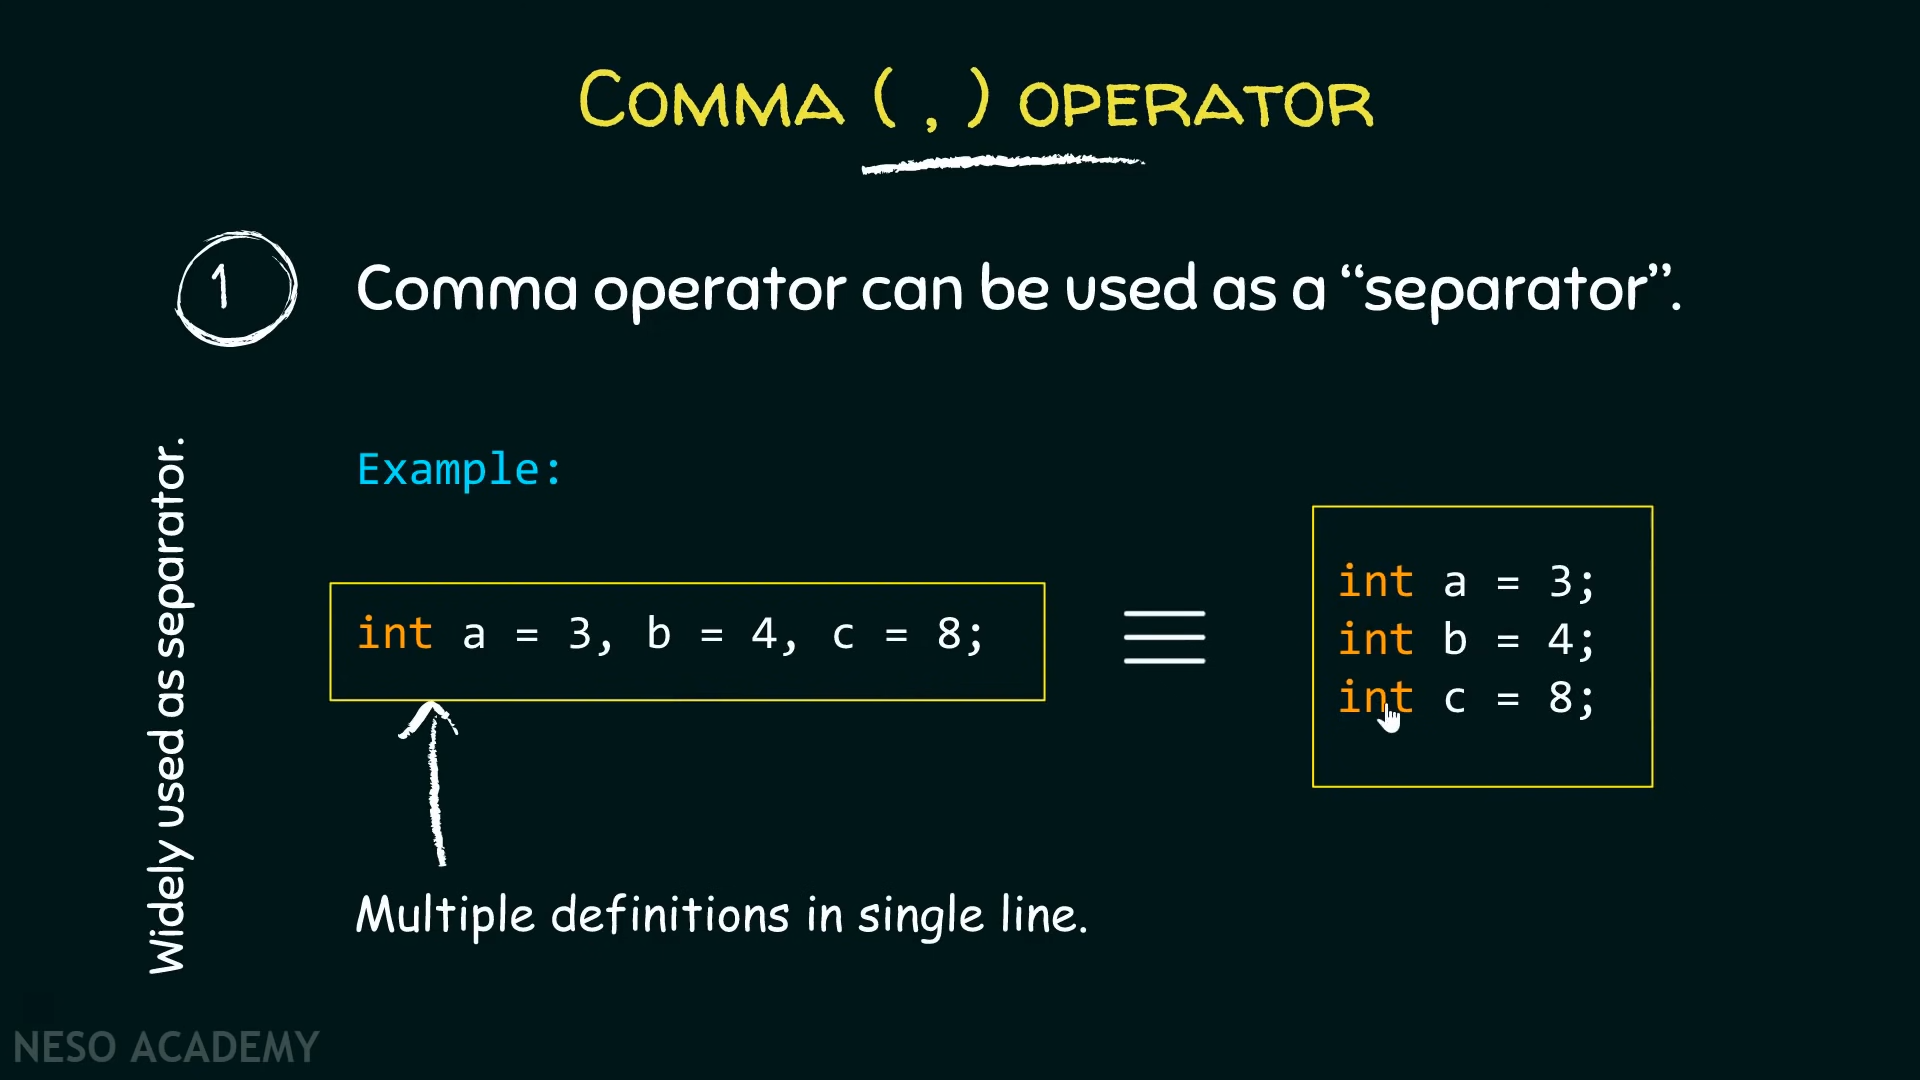 Comma ( , ) operator
1
Comma operator can be used as a “separator”.
Widely used as separator.
Example:
int a = 3, b = 4, c = 8;
≡
int a = 3;
int b = 4;
int c = 8;
Multiple definitions in single line.
NESO ACADEMY